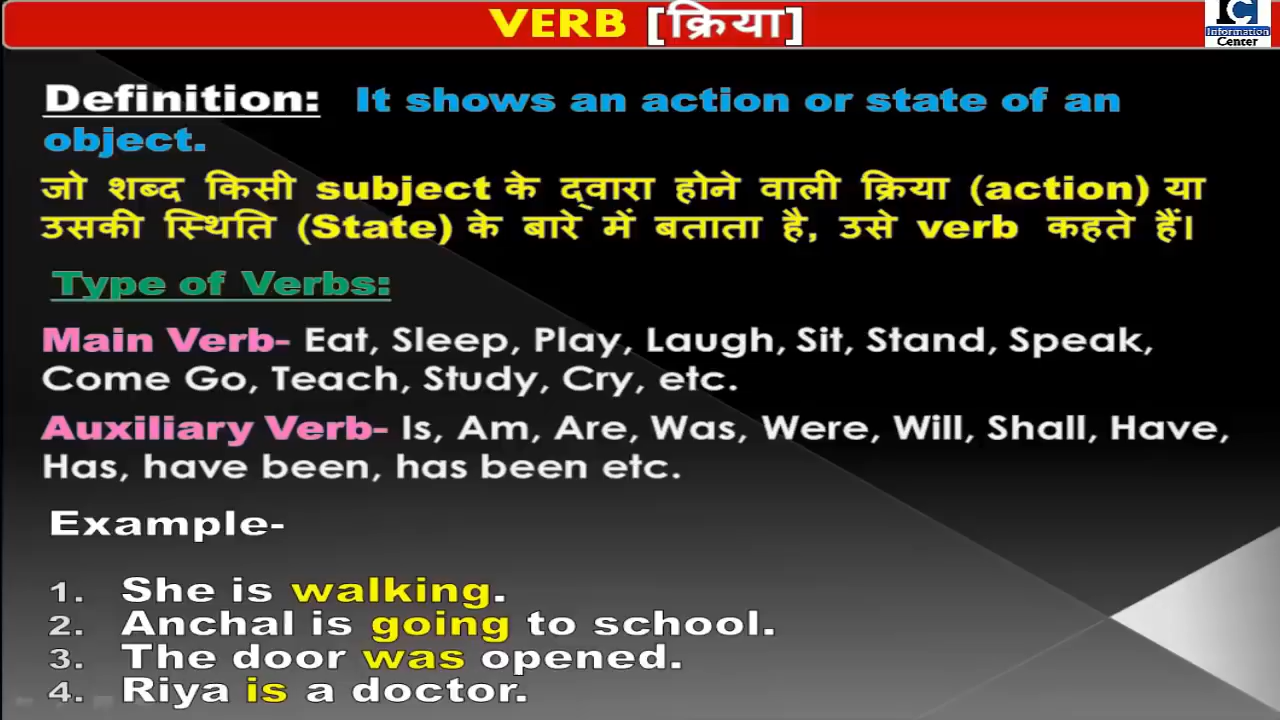 VERB [क्रिया]
IC
Information
Center
Definition: It shows an action or state of an
object.
जो शब्द किसी subject के द्वारा होने वाली क्रिया (action) या
उसकी स्थिति (State) के बारे में बताता है, उसे verb कहते हैं।
Type of Verbs:
Main Verb- Eat, Sleep, Play, Laugh, Sit, Stand, Speak,
Come Go, Teach, Study, Cry, etc.
Auxiliary Verb- Is, Am, Are, Was, Were, Will, Shall, Have,
Has, have been, has been etc.
Example-
1. She is walking.
2. Anchal is going to school.
3. The door was opened.
4. Riya is a doctor.